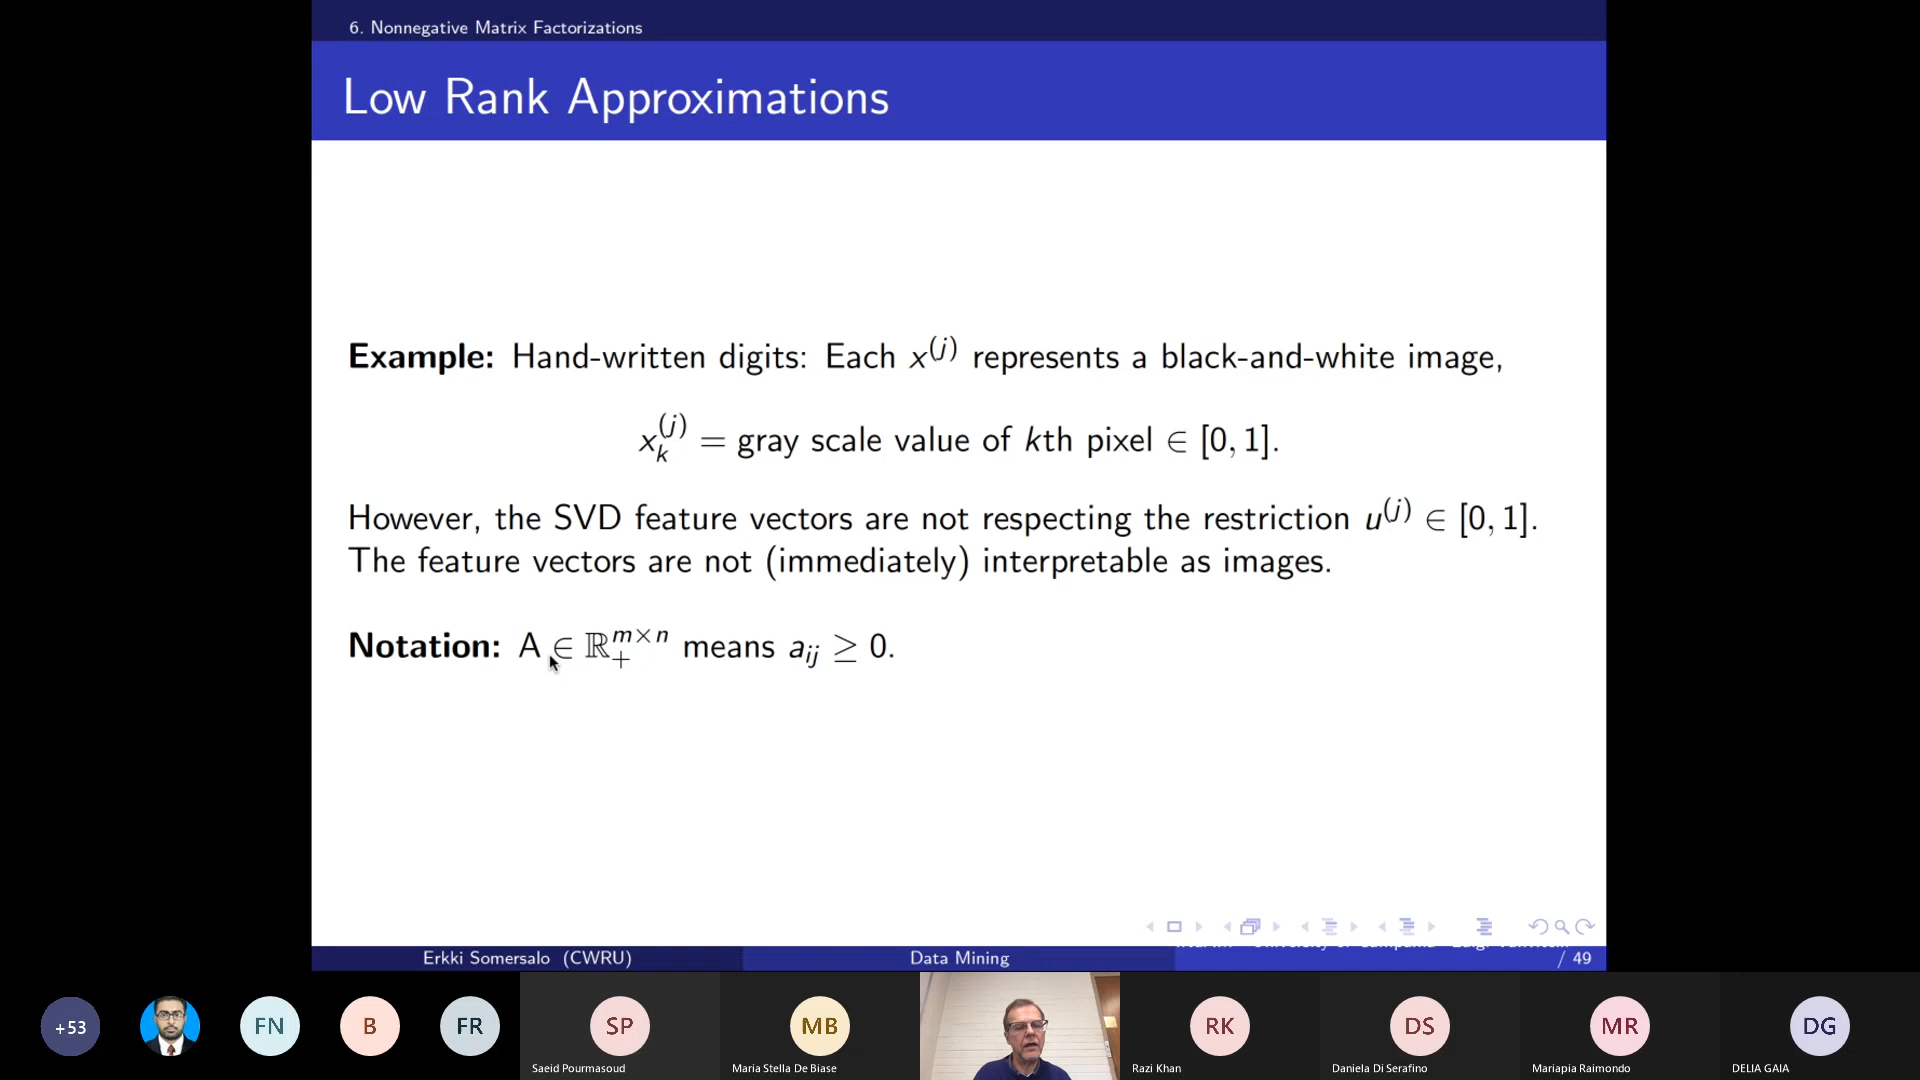 6. Nonnegative Matrix Factorizations
Low Rank Approximations
Example: Hand-written digits: Each x^(j) represents a black-and-white image,
x_k^(j) = gray scale value of kth pixel ∈ [0, 1].
However, the SVD feature vectors are not respecting the restriction u^(j) ∈ [0, 1].
The feature vectors are not (immediately) interpretable as images.
Notation: A ∈ ℝ_+^{m×n} means a_{ij} ≥ 0.
Erkki Somersalo (CWRU) Data Mining / 49
+53 FN B FR SP MB RK DS MR DG
Saeid Pourmasoud Maria Stella De Biase Razi Khan Daniela Di Serafino Mariapia Raimondo DELIA GAIA